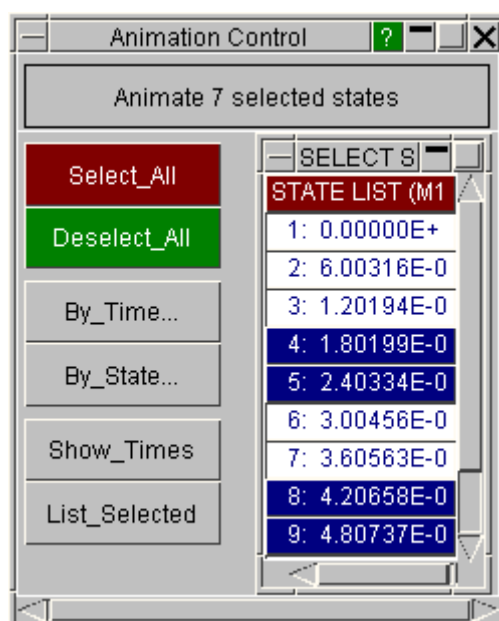 Animation Control ?
Animate 7 selected states
Select_All
Deselect_All
By_Time...
By_State...
Show_Times
List_Selected
SELECT S
STATE LIST (M1
1: 0.00000E+
2: 6.00316E-0
3: 1.20194E-0
4: 1.80199E-0
5: 2.40334E-0
6: 3.00456E-0
7: 3.60563E-0
8: 4.20658E-0
9: 4.80737E-0